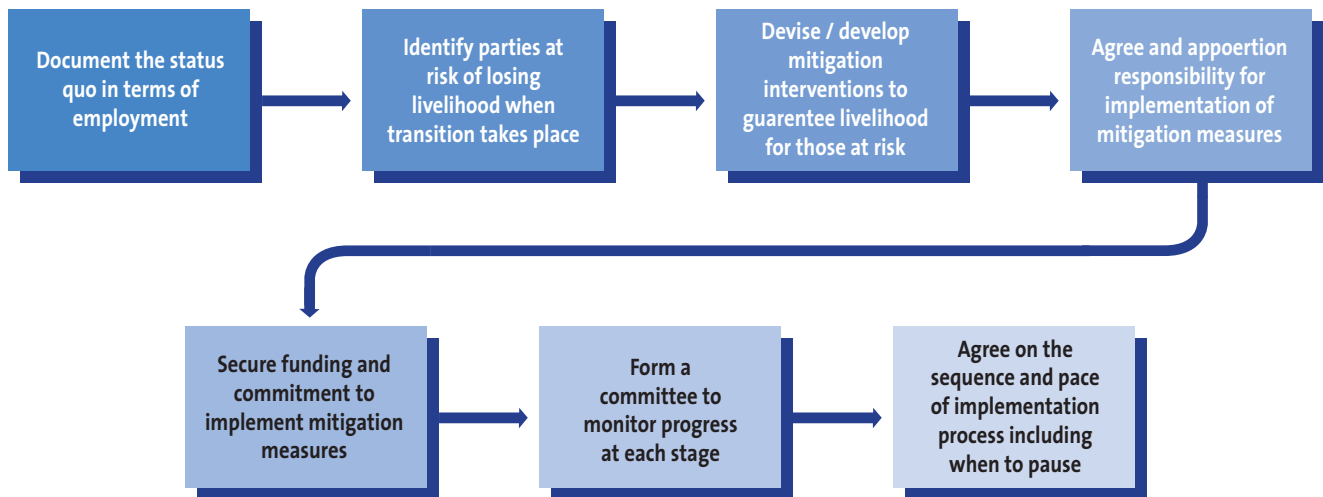 Document the status
quo in terms of
employment
Identify parties at
risk of losing
livelihood when
transition takes place
Devise / develop
mitigation
interventions to
guarentee livelihood
for those at risk
Agree and appoertion
responsibility for
implementation of
mitigation measures
Secure funding and
commitment to
implement mitigation
measures
Form a
committee to
monitor progress
at each stage
Agree on the
sequence and pace
of implementation
process including
when to pause